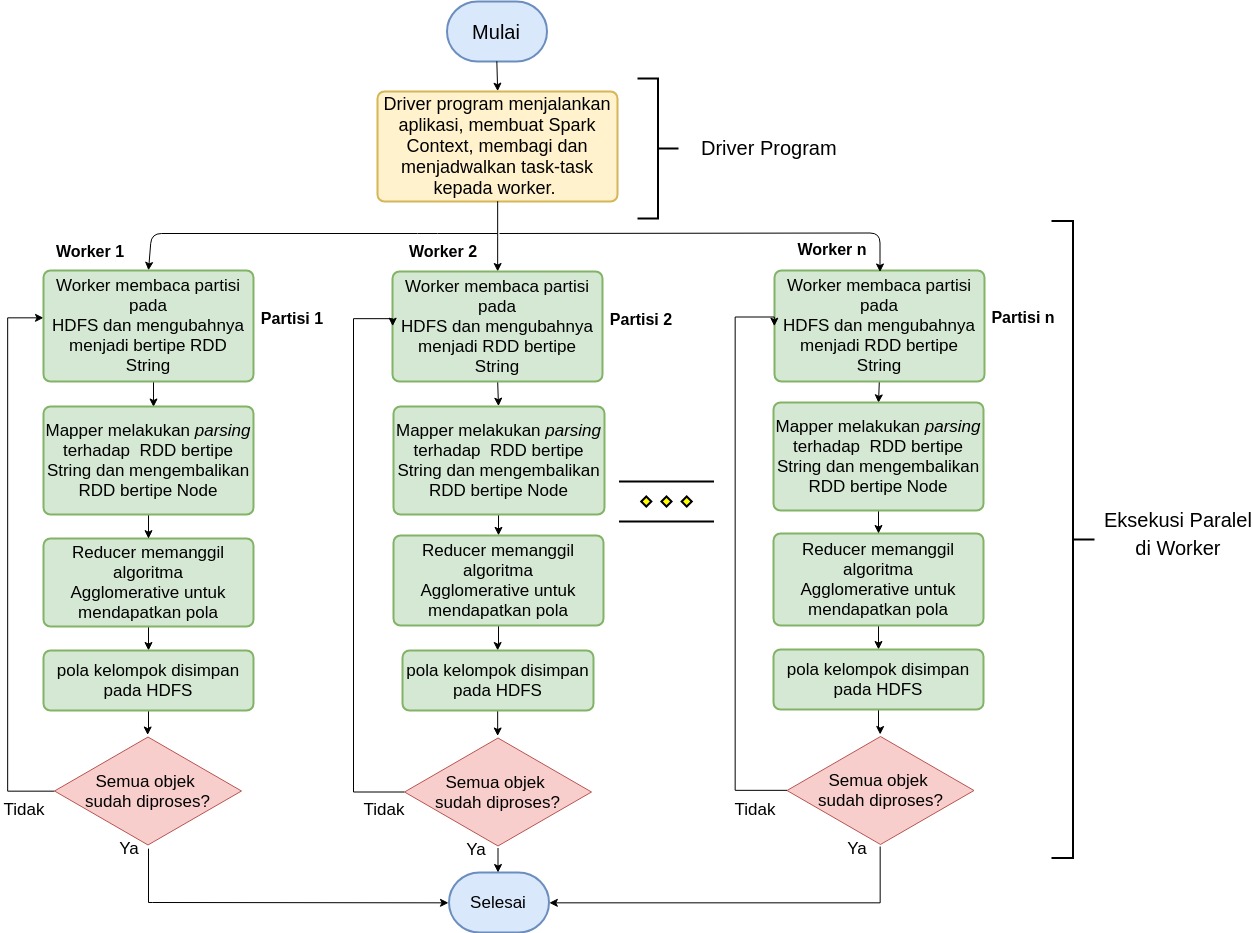 Mulai
Driver program menjalankan
aplikasi, membuat Spark
Context, membagi dan
menjadwalkan task-task
kepada worker.
Driver Program
Worker 1
Worker membaca partisi
pada
HDFS dan mengubahnya
menjadi bertipe RDD
String
Partisi 1
Mapper melakukan parsing
terhadap  RDD bertipe
String dan mengembalikan
RDD bertipe Node
Reducer memanggil
algoritma
Agglomerative untuk
mendapatkan pola
pola kelompok disimpan
pada HDFS
Semua objek
sudah diproses?
Tidak
Ya
Worker 2
Worker membaca partisi
pada
HDFS dan mengubahnya
menjadi RDD bertipe
String
Partisi 2
Mapper melakukan parsing
terhadap  RDD bertipe
String dan mengembalikan
RDD bertipe Node
Reducer memanggil
algoritma
Agglomerative untuk
mendapatkan pola
pola kelompok disimpan
pada HDFS
Semua objek
sudah diproses?
Tidak
Ya
Worker n
Worker membaca partisi
pada
HDFS dan mengubahnya
menjadi RDD bertipe
String
Partisi n
Mapper melakukan parsing
terhadap  RDD bertipe
String dan mengembalikan
RDD bertipe Node
Reducer memanggil
algoritma
Agglomerative untuk
mendapatkan pola
pola kelompok disimpan
pada HDFS
Semua objek
sudah diproses?
Tidak
Ya
Eksekusi Paralel
di Worker
Selesai